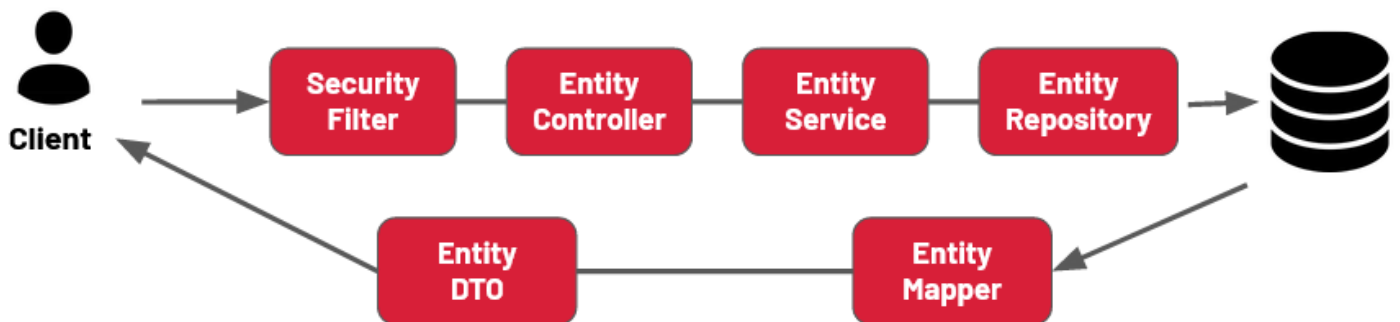 Security
Filter
Entity
Controller
Entity
Service
Entity
Repository
Client
Entity
DTO
Entity
Mapper